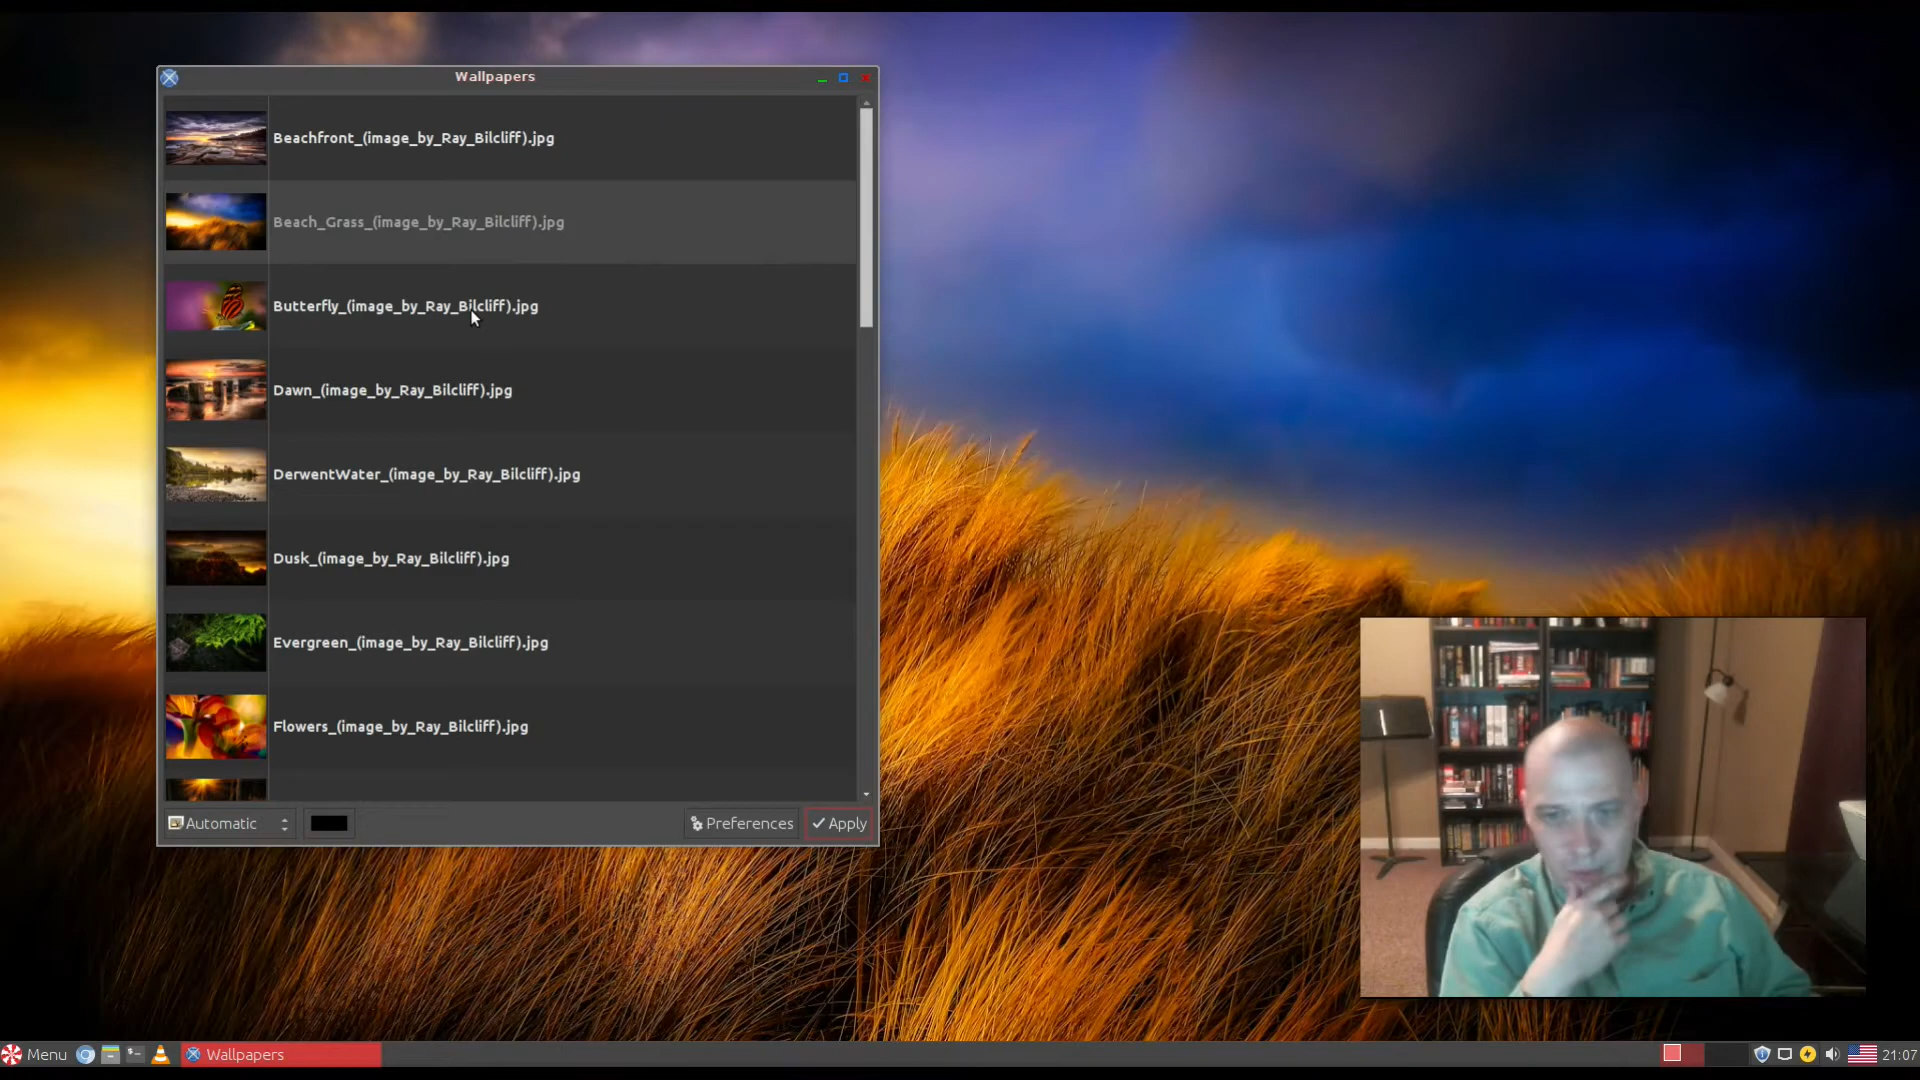 Wallpapers
Beachfront_(image_by_Ray_Bilcliff).jpg
Beach_Grass_(image_by_Ray_Bilcliff).jpg
Butterfly_(image_by_Ray_Bilcliff).jpg
Dawn_(image_by_Ray_Bilcliff).jpg
DerwentWater_(image_by_Ray_Bilcliff).jpg
Dusk_(image_by_Ray_Bilcliff).jpg
Evergreen_(image_by_Ray_Bilcliff).jpg
Flowers_(image_by_Ray_Bilcliff).jpg
Automatic Preferences Apply
Menu Wallpapers 21:07